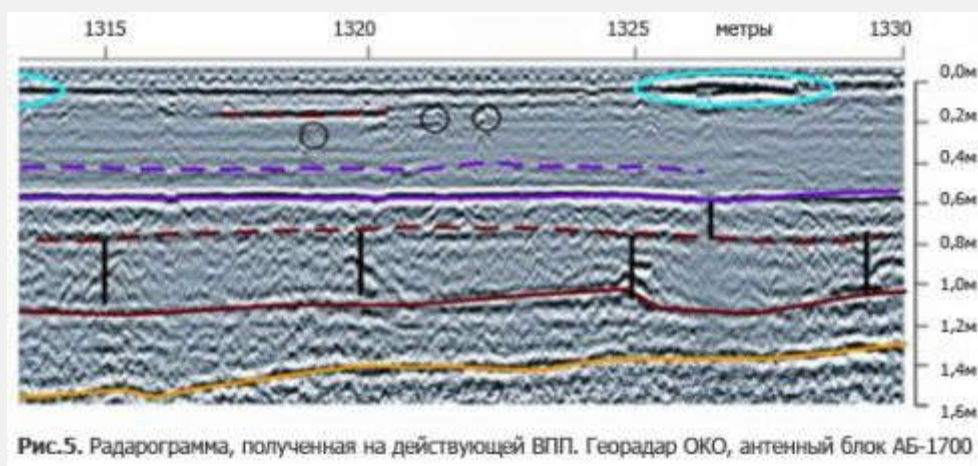 1315 1320 1325 метры 1330
0,0м
0,2м
0,4м
0,6м
0,8м
1,0м
1,2м
1,4м
1,6м
Рис.5. Радарограмма, полученная на действующей ВПП. Георадар ОКО, антенный блок АБ-1700